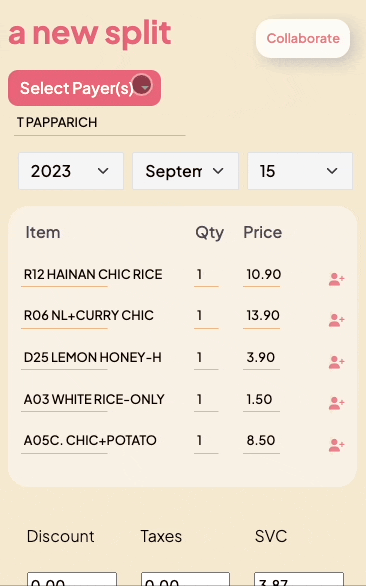 a new split
Collaborate
Select Payer(s)
T PAPPARICH
2023 Septem 15
Item Qty Price
R12 HAINAN CHIC RICE 1 10.90
R06 NL+CURRY CHIC 1 13.90
D25 LEMON HONEY-H 1 3.90
A03 WHITE RICE-ONLY 1 1.50
A05C. CHIC+POTATO 1 8.50
Discount Taxes SVC
0.00 0.00 3.87